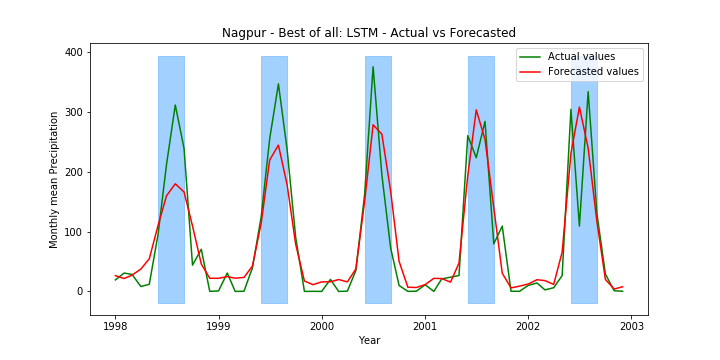 Nagpur - Best of all: LSTM - Actual vs Forecasted
Actual values
Forecasted values
Monthly mean Precipitation
400
300
200
100
0
1998 1999 2000 2001 2002 2003
Year